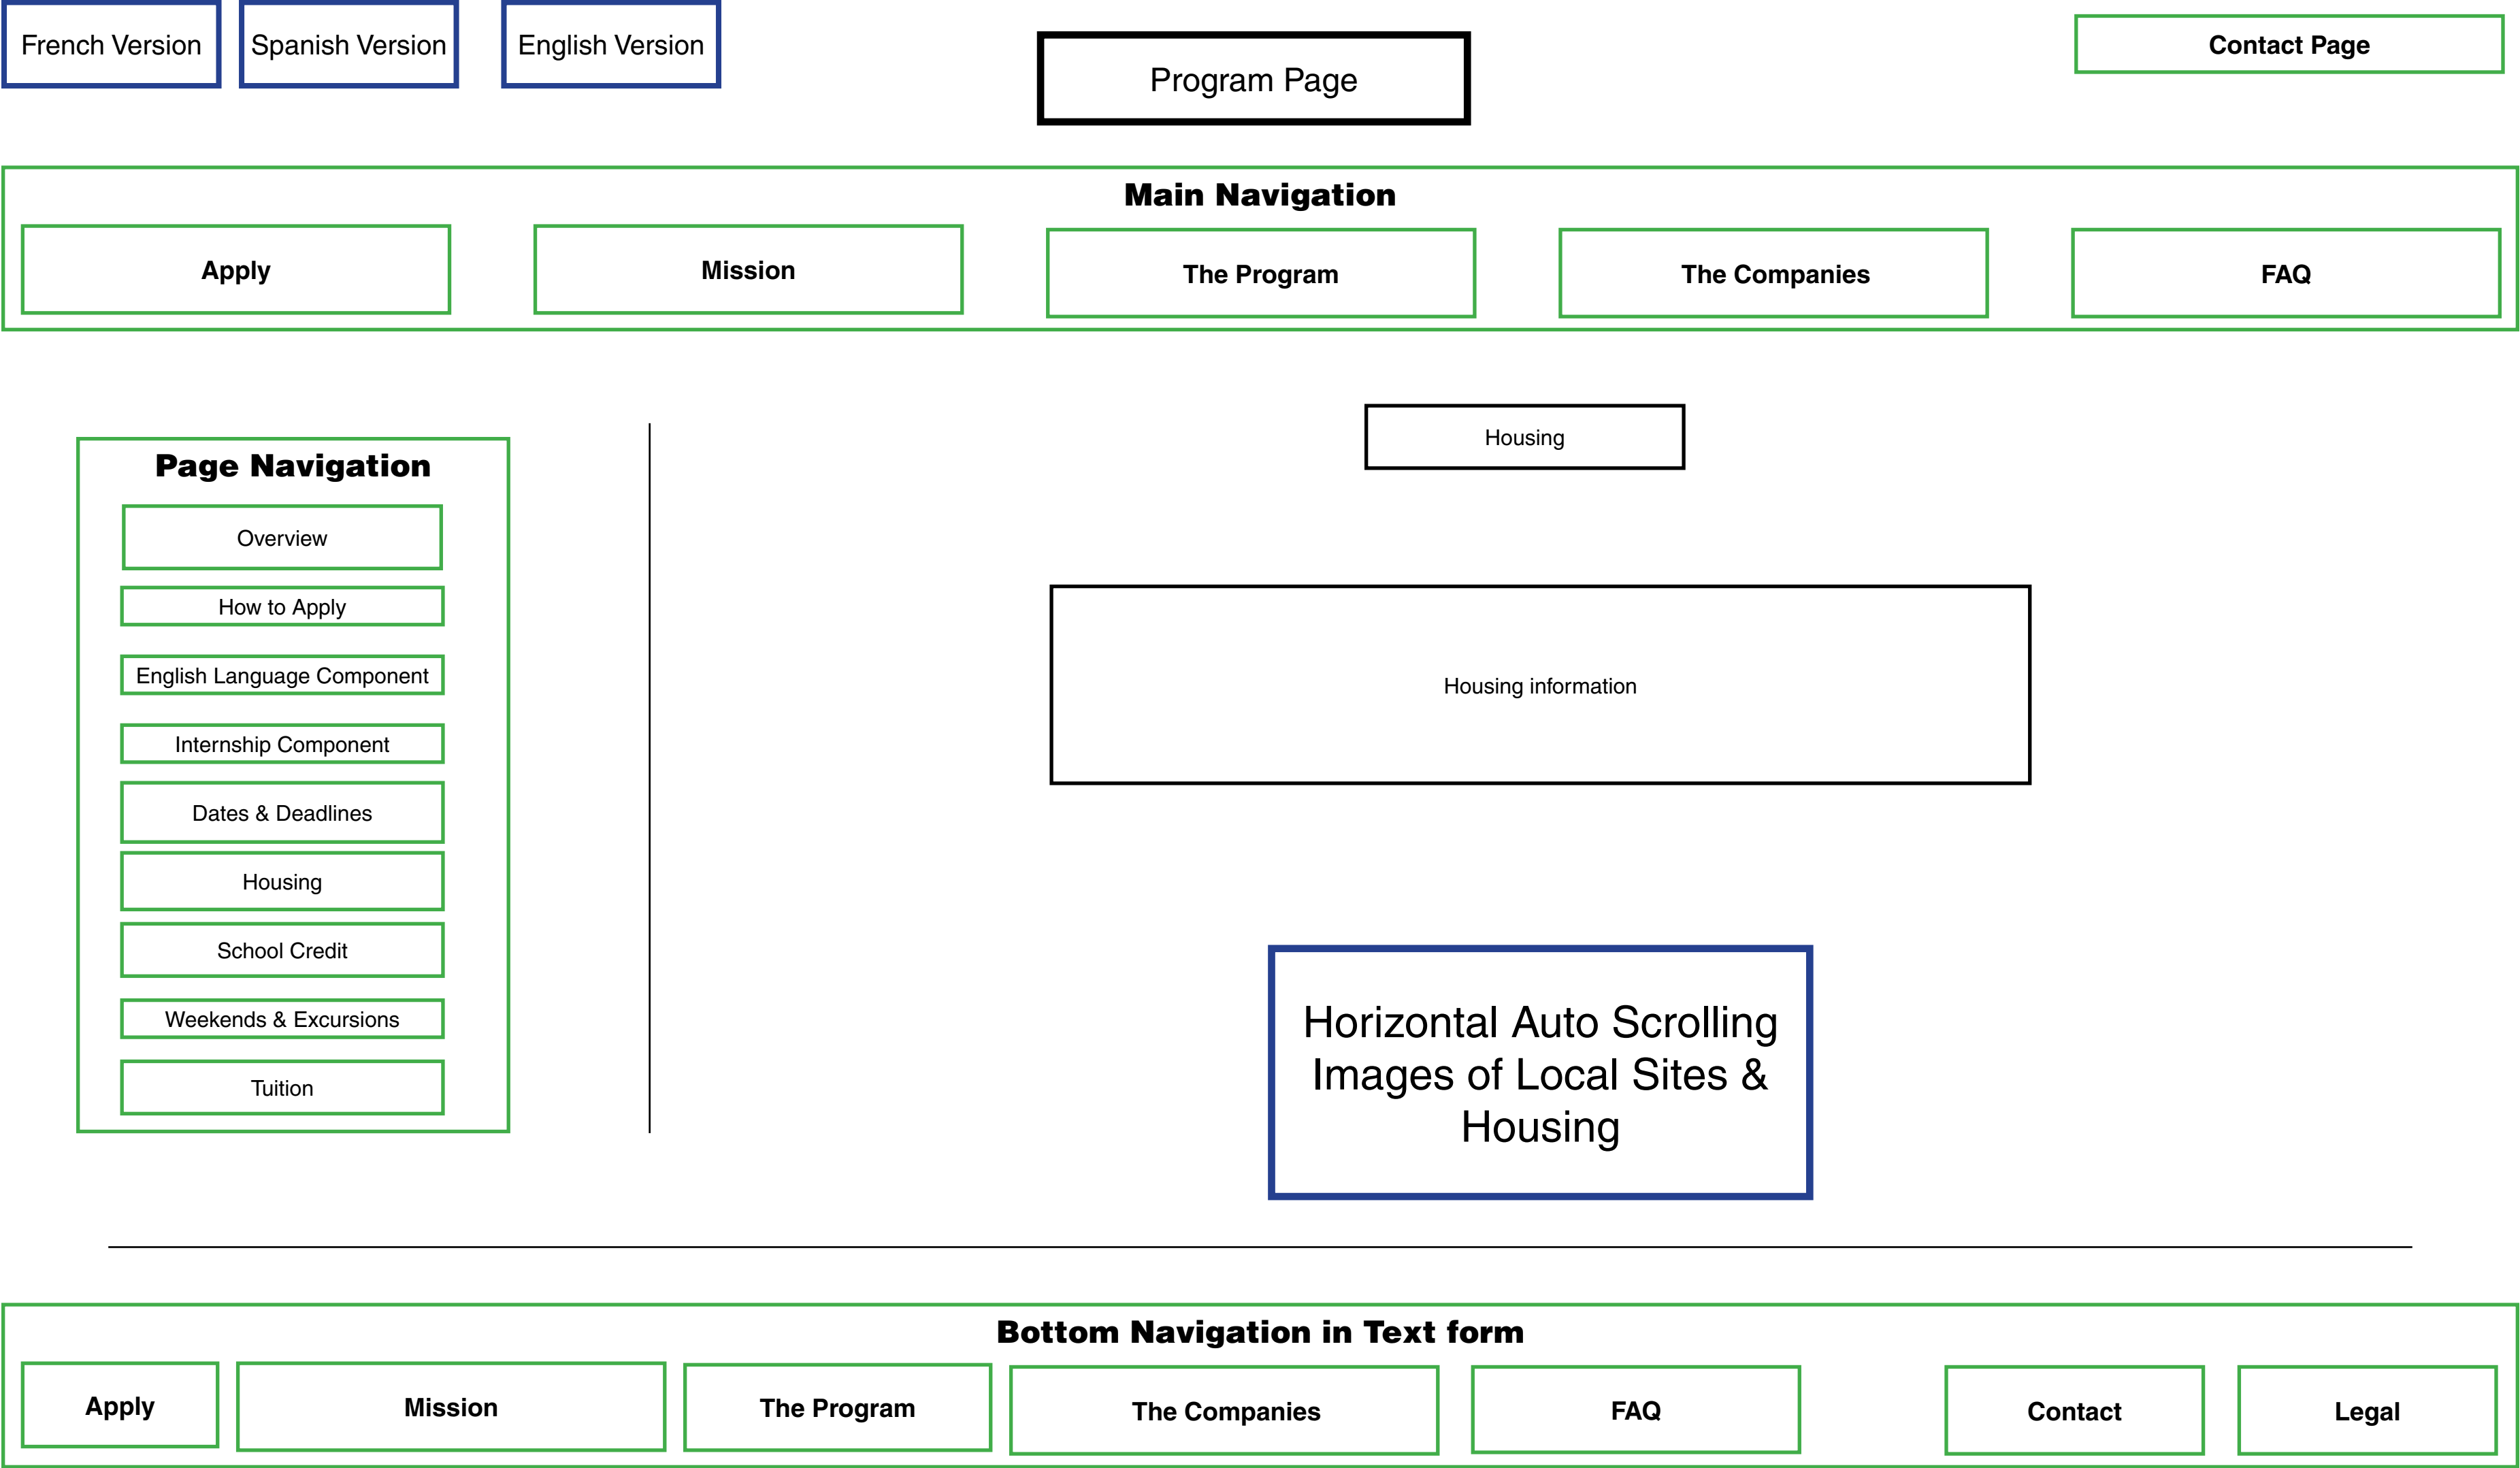 French Version
Spanish Version
English Version
Program Page
Contact Page
Main Navigation
Apply
Mission
The Program
The Companies
FAQ
Page Navigation
Overview
How to Apply
English Language Component
Internship Component
Dates & Deadlines
Housing
School Credit
Weekends & Excursions
Tuition
Housing
Housing information
Horizontal Auto Scrolling
Images of Local Sites &
Housing
Bottom Navigation in Text form
Apply
Mission
The Program
The Companies
FAQ
Contact
Legal